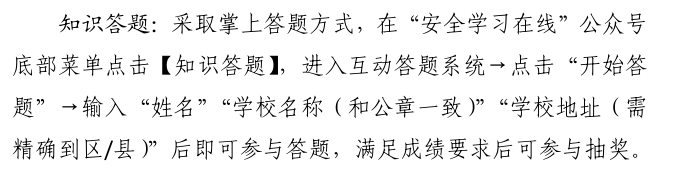 知识答题：采取掌上答题方式，在“安全学习在线”公众号
底部菜单点击【知识答题】，进入互动答题系统→点击“开始答
题”→输入“姓名”“学校名称（和公章一致）”“学校地址（需
精确到区/县）”后即可参与答题，满足成绩要求后可参与抽奖。